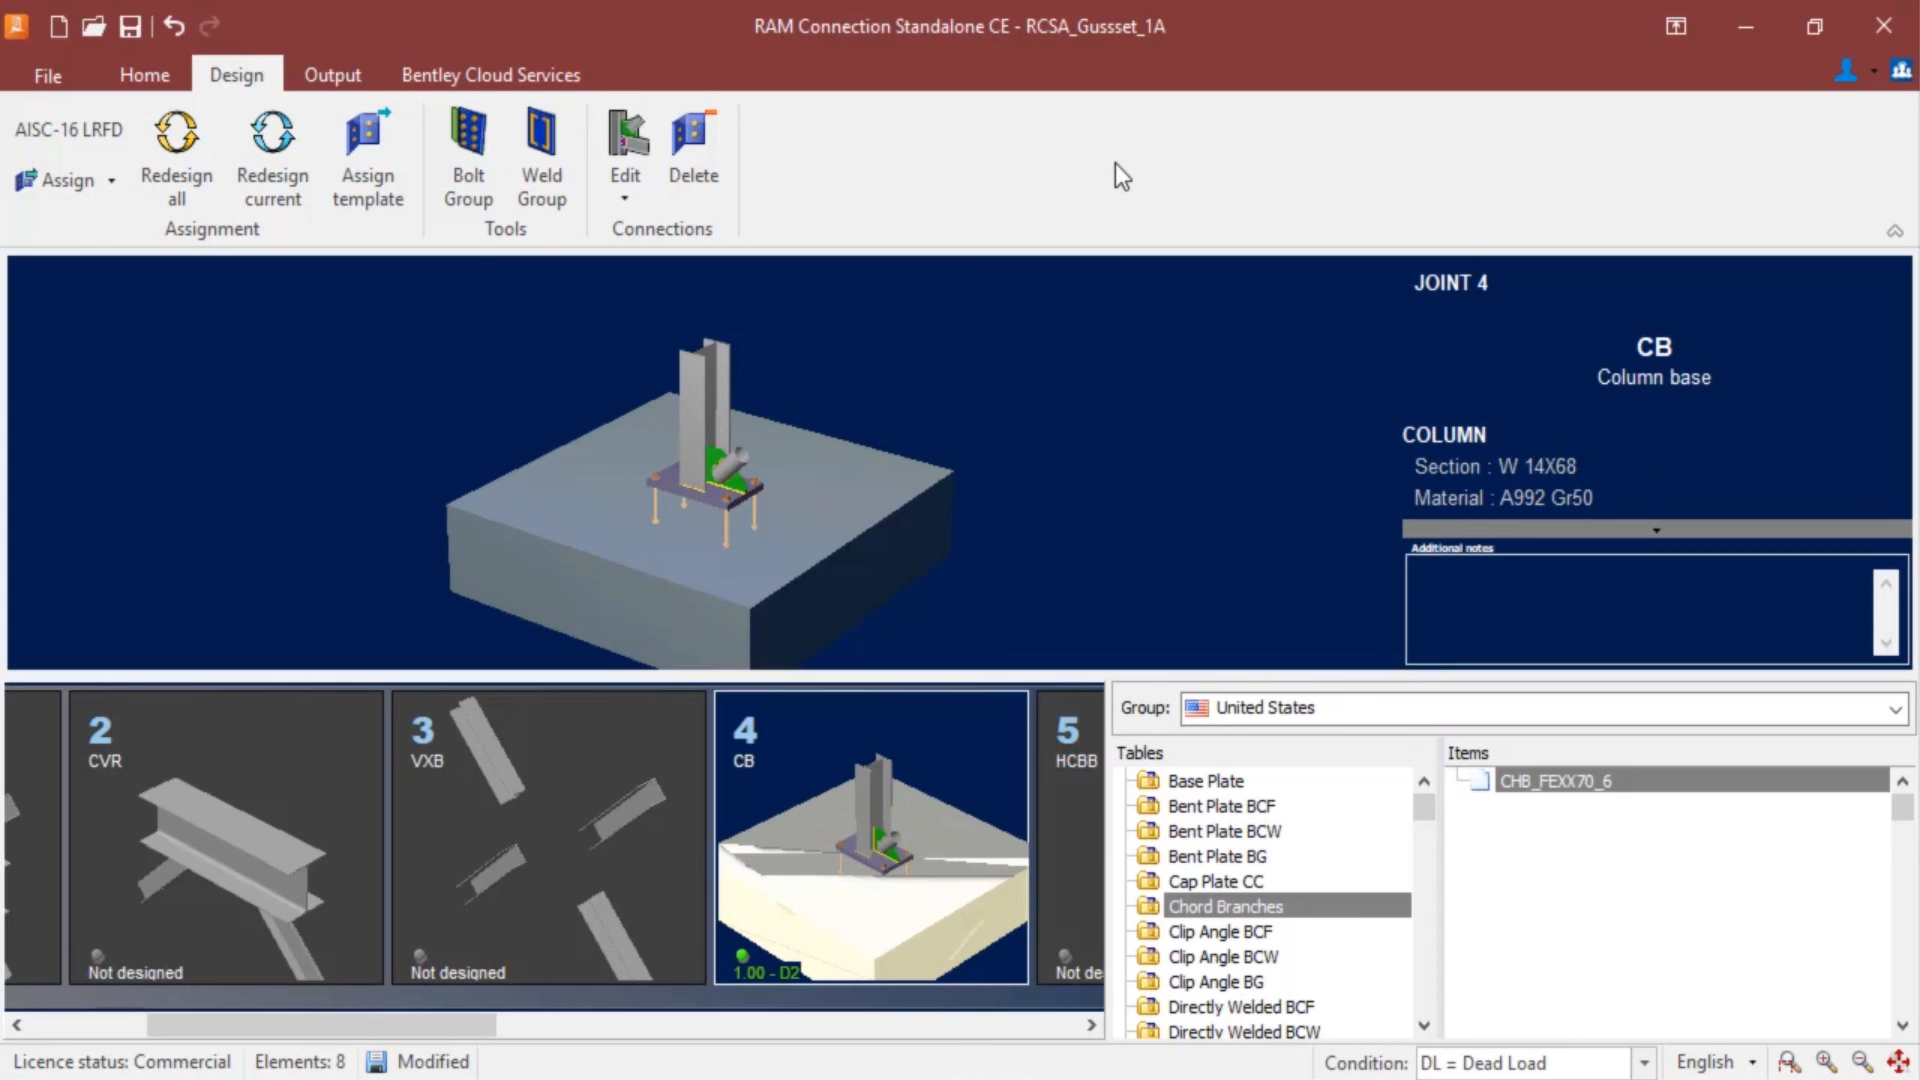 RAM Connection Standalone CE - RCSA_Gussset_1A
File
Home
Design
Output
Bentley Cloud Services
AISC-16 LRFD
Assign
Redesign
all
Redesign
current
Assign
template
Bolt
Group
Weld
Group
Edit
Delete
Assignment
Tools
Connections
JOINT 4
CB
Column base
COLUMN
Section : W 14X68
Material : A992 Gr50
Additional notes
2
CVR
Not designed
3
VXB
Not designed
4
CB
1.00 - D2
5
HCBB
Not de
Group:
United States
Tables
Base Plate
Bent Plate BCF
Bent Plate BCW
Bent Plate BG
Cap Plate CC
Chord Branches
Clip Angle BCF
Clip Angle BCW
Clip Angle BG
Directly Welded BCF
Directly Welded BCW
Items
CHB_FEXX70_6
Licence status: Commercial
Elements: 8
Modified
Condition:
DL = Dead Load
English